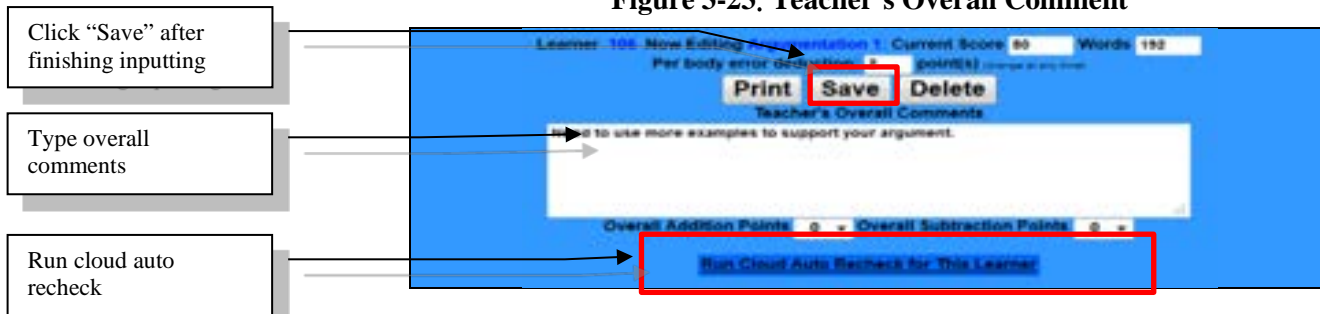 Figure 3-23. Teacher's Overall Comment
Click "Save" after
finishing inputting
Learner 106 Now Editing Argumentation 1 Current Score 80 Words 192
Per body error deduction point(s)
Print Save Delete
Teacher's Overall Comments
Type overall
comments
Need to use more examples to support your argument.
Overall Addition Points 0 Overall Subtraction Points 0
Run cloud auto
recheck
Run Cloud Auto Recheck for This Learner